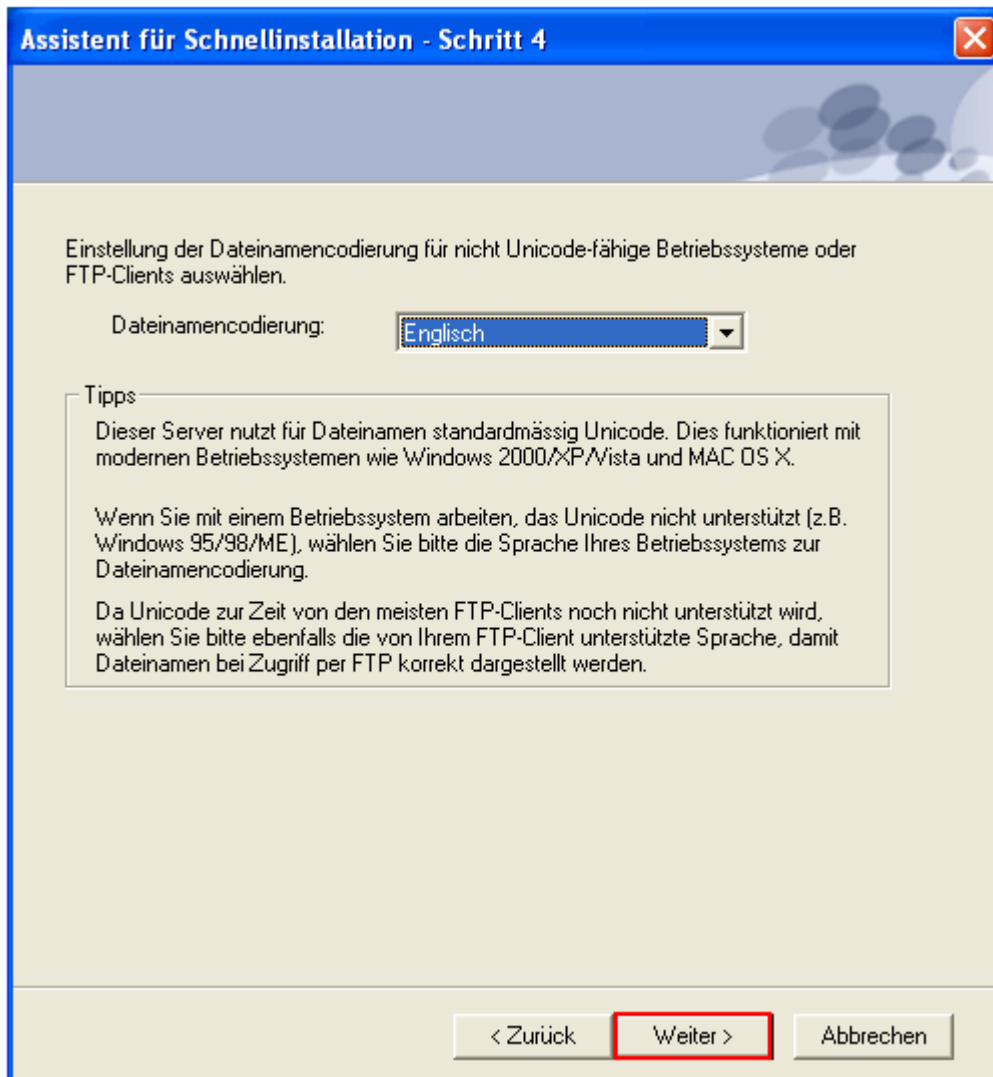 Assistent für Schnellinstallation - Schritt 4
Einstellung der Dateinamencodierung für nicht Unicode-fähige Betriebssysteme oder
FTP-Clients auswählen.
Dateinamencodierung:
Englisch
Tipps
Dieser Server nutzt für Dateinamen standardmässig Unicode. Dies funktioniert mit
modernen Betriebssystemen wie Windows 2000/XP/Vista und MAC OS X.
Wenn Sie mit einem Betriebssystem arbeiten, das Unicode nicht unterstützt (z.B.
Windows 95/98/ME), wählen Sie bitte die Sprache Ihres Betriebssystems zur
Dateinamencodierung.
Da Unicode zur Zeit von den meisten FTP-Clients noch nicht unterstützt wird,
wählen Sie bitte ebenfalls die von Ihrem FTP-Client unterstützte Sprache, damit
Dateinamen bei Zugriff per FTP korrekt dargestellt werden.
< Zurück
Weiter >
Abbrechen